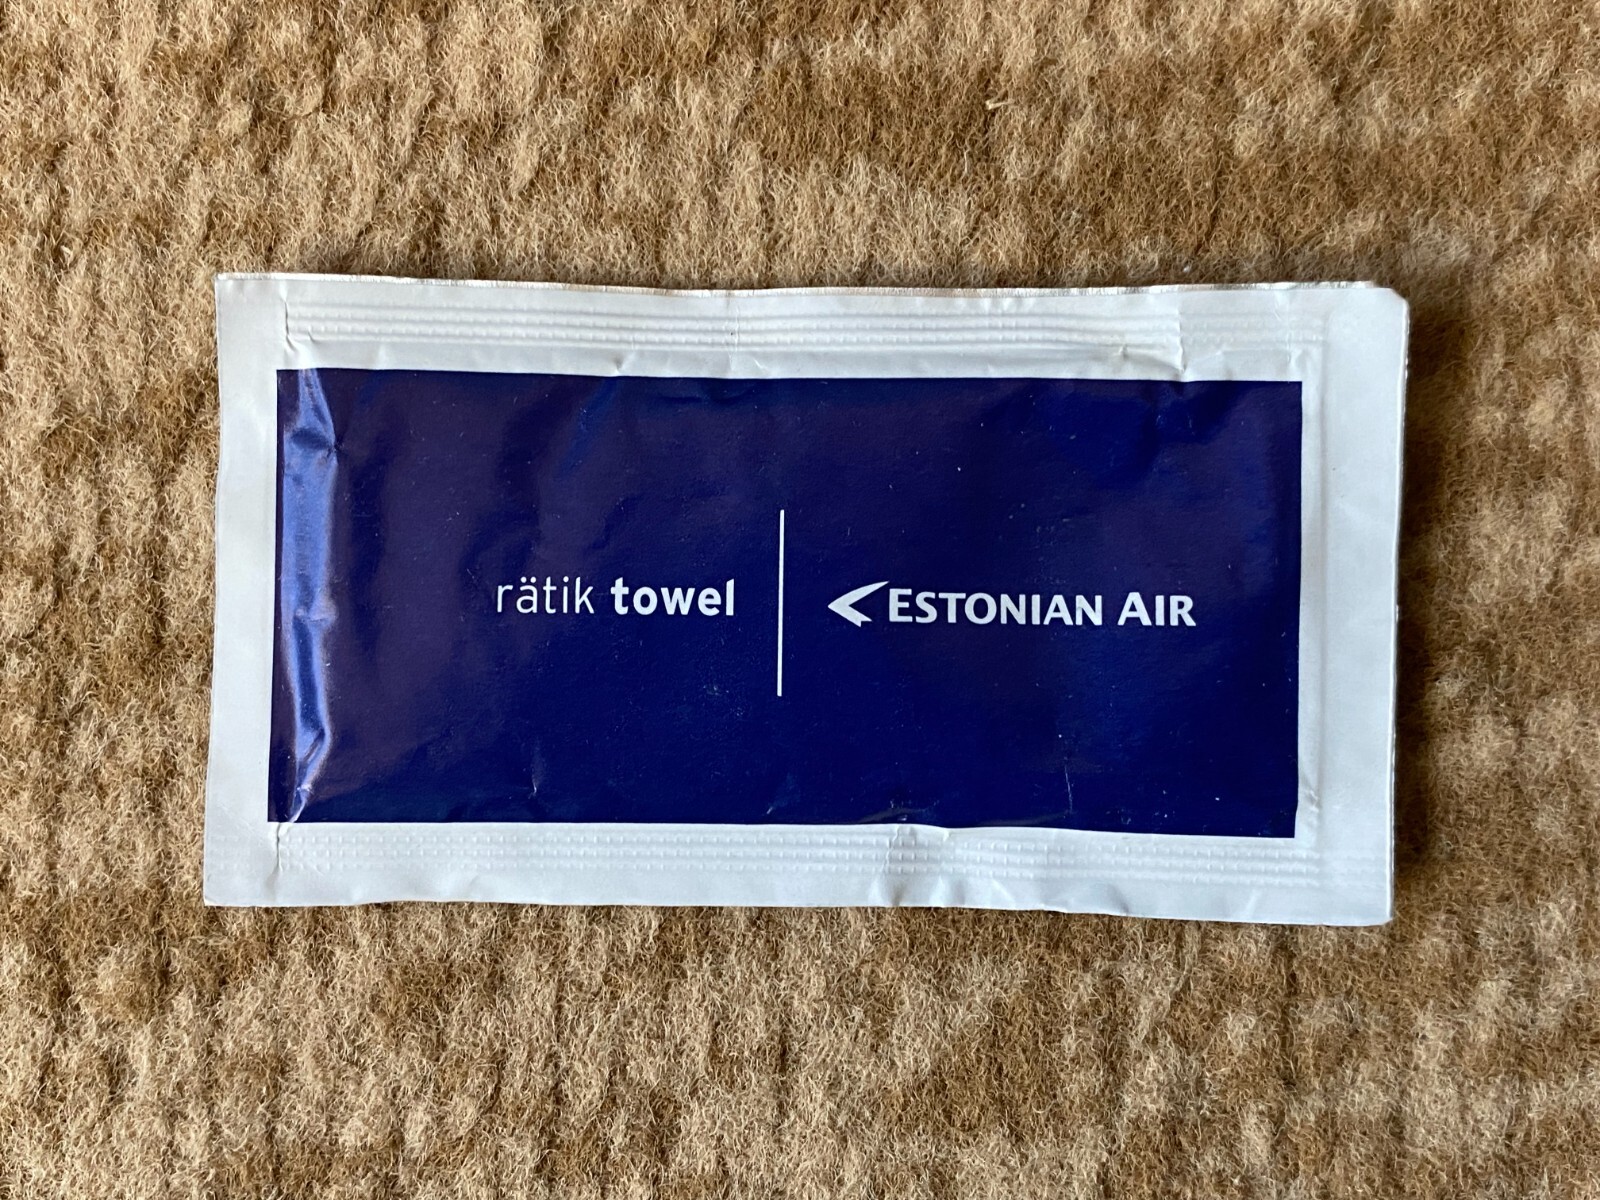 rätik towel
ESTONIAN AIR